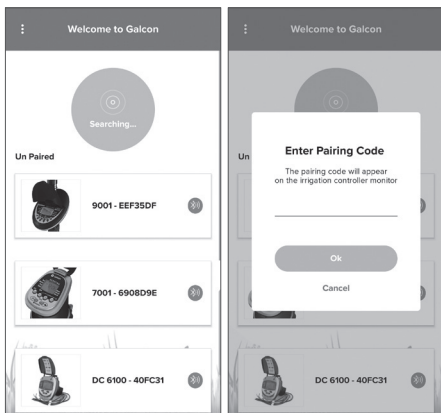 Welcome to Galcon
Searching...
Un Paired
9001 - EEF35DF
7001 - 6908D9E
DC 6100 - 40FC31
Welcome to Galcon
Un
Enter Pairing Code
The pairing code will appear
on the irrigation controller monitor
Ok
Cancel
DC 6100 - 40FC31